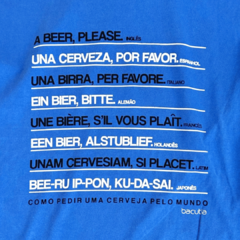 A BEER, PLEASE. INGLÊS
UNA CERVEZA, POR FAVOR. ESPANHOL
UNA BIRRA, PER FAVORE. ITALIANO
EIN BIER, BITTE. ALEMÃO
UNE BIÈRE, S'IL VOUS PLAÎT. FRANCÊS
EEN BIER, ALSTUBLIEF. HOLANDÊS
UNAM CERVESIAM, SI PLACET. LATIM
BEE-RU IP-PON, KU-DA-SAI. JAPONÊS
COMO PEDIR UMA CERVEJA PELO MUNDO
bacuba